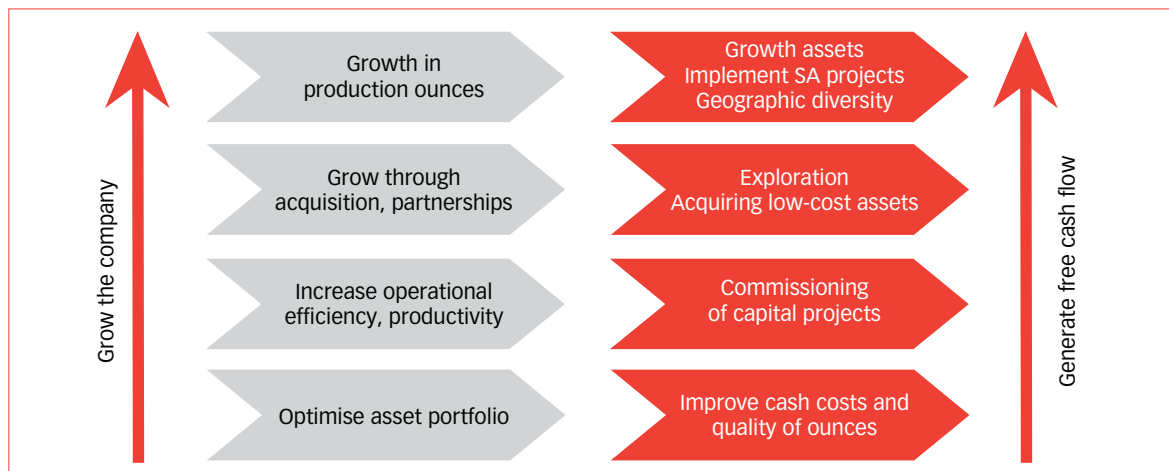 Grow the company
Growth in
production ounces
Growth assets
Implement SA projects
Geographic diversity
Grow through
acquisition, partnerships
Exploration
Acquiring low-cost assets
Increase operational
efficiency, productivity
Commissioning
of capital projects
Optimise asset portfolio
Improve cash costs and
quality of ounces
Generate free cash flow